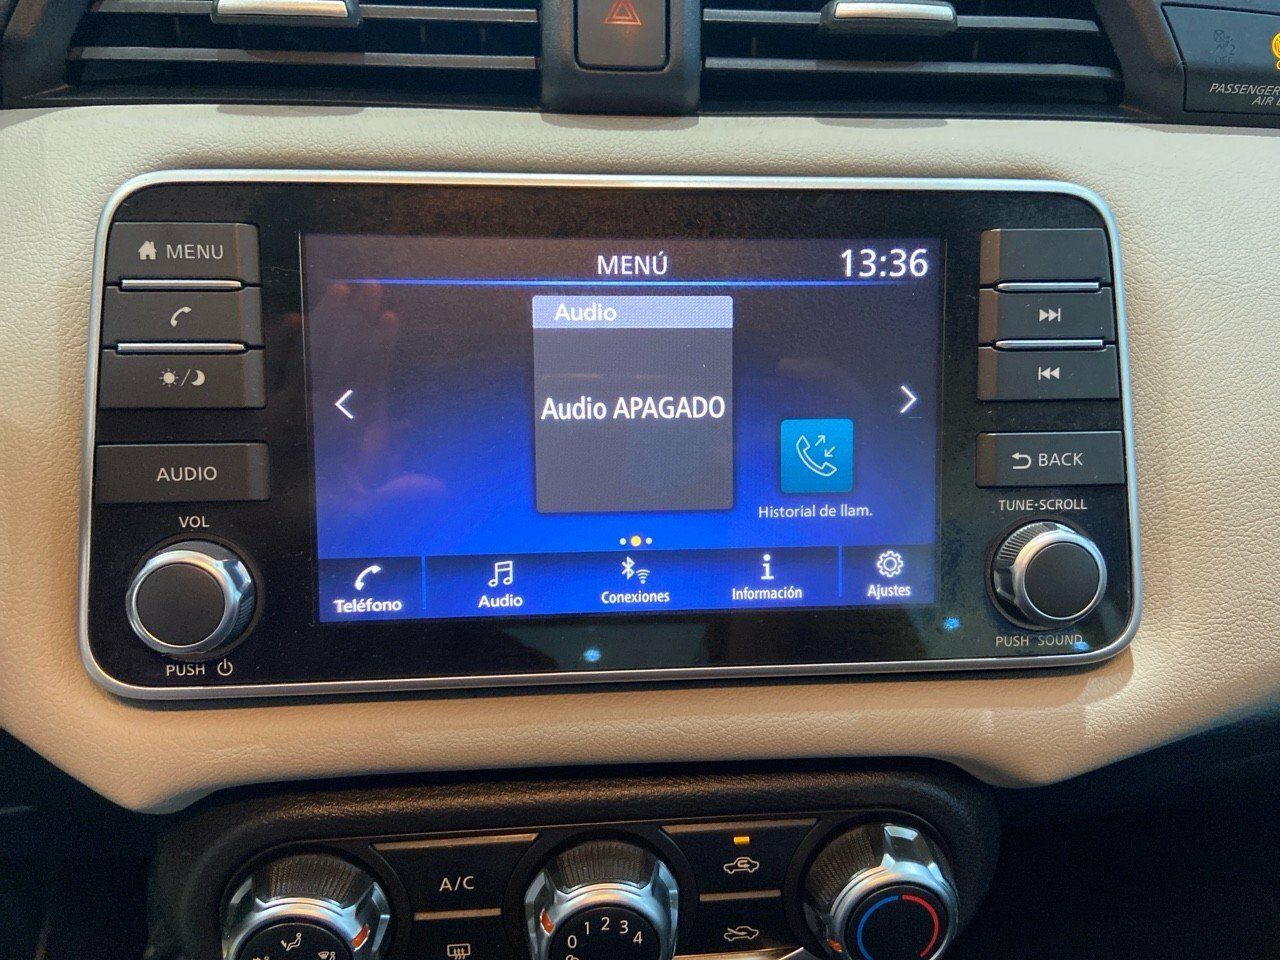 PASSENGER
AIR
MENU
MENÚ
13:36
Audio
Audio APAGADO
AUDIO
BACK
VOL
TUNE·SCROLL
Historial de llam.
Teléfono
Audio
Conexiones
Información
Ajustes
PUSH
PUSH SOUND
A/C
0 1 2 3 4